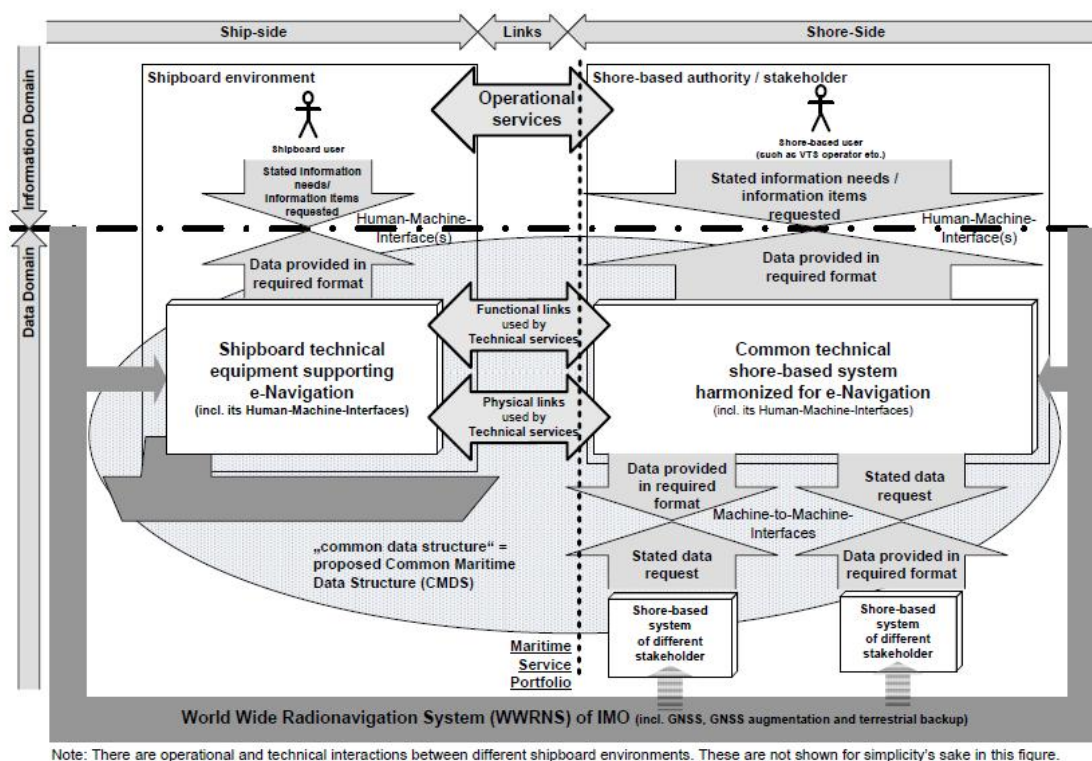 Ship-side
Links
Shore-Side
Information Domain
Data Domain
Shipboard environment
Shipboard user
Stated information
needs/
information items
requested
Human-Machine-
Interface(s)
Data provided in
required format
Shipboard technical
equipment supporting
e-Navigation
(incl. its Human-Machine-Interfaces)
Operational
services
Functional links
used by
Technical services
Physical links
used by
Technical services
Shore-based authority / stakeholder
Shore-based user
(such as VTS operator etc.)
Stated information needs /
information items
requested
Human-Machine-
Interface(s)
Data provided in
required format
Common technical
shore-based system
harmonized for e-Navigation
(incl. its Human-Machine-Interfaces)
Data provided
in required
format
Stated data
request
Machine-to-Machine-
Interfaces
Stated data
request
Data provided in
required format
Shore-based
system
of different
stakeholder
Shore-based
system
of different
stakeholder
„common data structure“ =
proposed Common Maritime
Data Structure (CMDS)
Maritime
Service
Portfolio
World Wide Radionavigation System (WWRNS) of IMO (incl. GNSS, GNSS augmentation and terrestrial backup)
Note: There are operational and technical interactions between different shipboard environments. These are not shown for simplicity's sake in this figure.